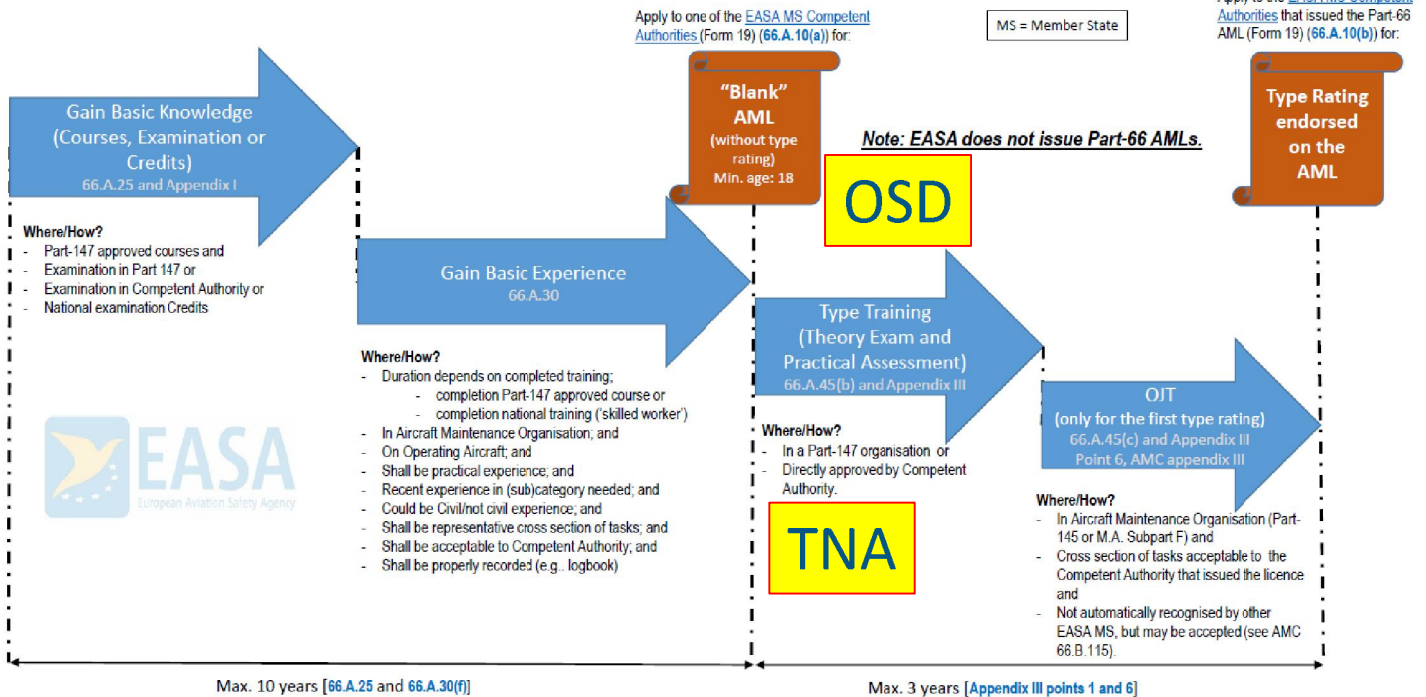 Apply to one of the EASA MS Competent
Authorities (Form 19) (66.A.10(a)) for:
MS = Member State
Authorities that issued the Part-66
AML (Form 19) (66.A.10(b)) for:
Gain Basic Knowledge
(Courses, Examination or
Credits)
66.A.25 and Appendix I
"Blank"
AML
(without type
rating)
Min. age: 18
Note: EASA does not issue Part-66 AMLs.
Type Rating
endorsed
on the
AML
OSD
Where/How?
- Part-147 approved courses and
- Examination in Part 147 or
- Examination in Competent Authority or
- National examination Credits
Gain Basic Experience
66.A.30
Where/How?
- Duration depends on completed training;
- completion Part-147 approved course or
- completion national training ('skilled worker')
- In Aircraft Maintenance Organisation; and
- On Operating Aircraft; and
- Shall be practical experience; and
- Recent experience in (sub)category needed; and
- Could be Civil/not civil experience; and
- Shall be representative cross section of tasks; and
- Shall be acceptable to Competent Authority; and
- Shall be properly recorded (e.g.. logbook)
Type Training
(Theory Exam and
Practical Assessment)
66.A.45(b) and Appendix III
Where/How?
- In a Part-147 organisation or
- Directly approved by Competent
Authority.
TNA
OJT
(only for the first type rating)
66.A.45(c) and Appendix III
Point 6, AMC appendix III
Where/How?
- In Aircraft Maintenance Organisation (Part-
145 or M.A. Subpart F) and
- Cross section of tasks acceptable to the
Competent Authority that issued the licence
and
- Not automatically recognised by other
EASA MS, but may be accepted (see AMC
66.B.115).
EASA
European Aviation Safety Agency
Max. 10 years [66.A.25 and 66.A.30(f)]
Max. 3 years [Appendix III points 1 and 6]